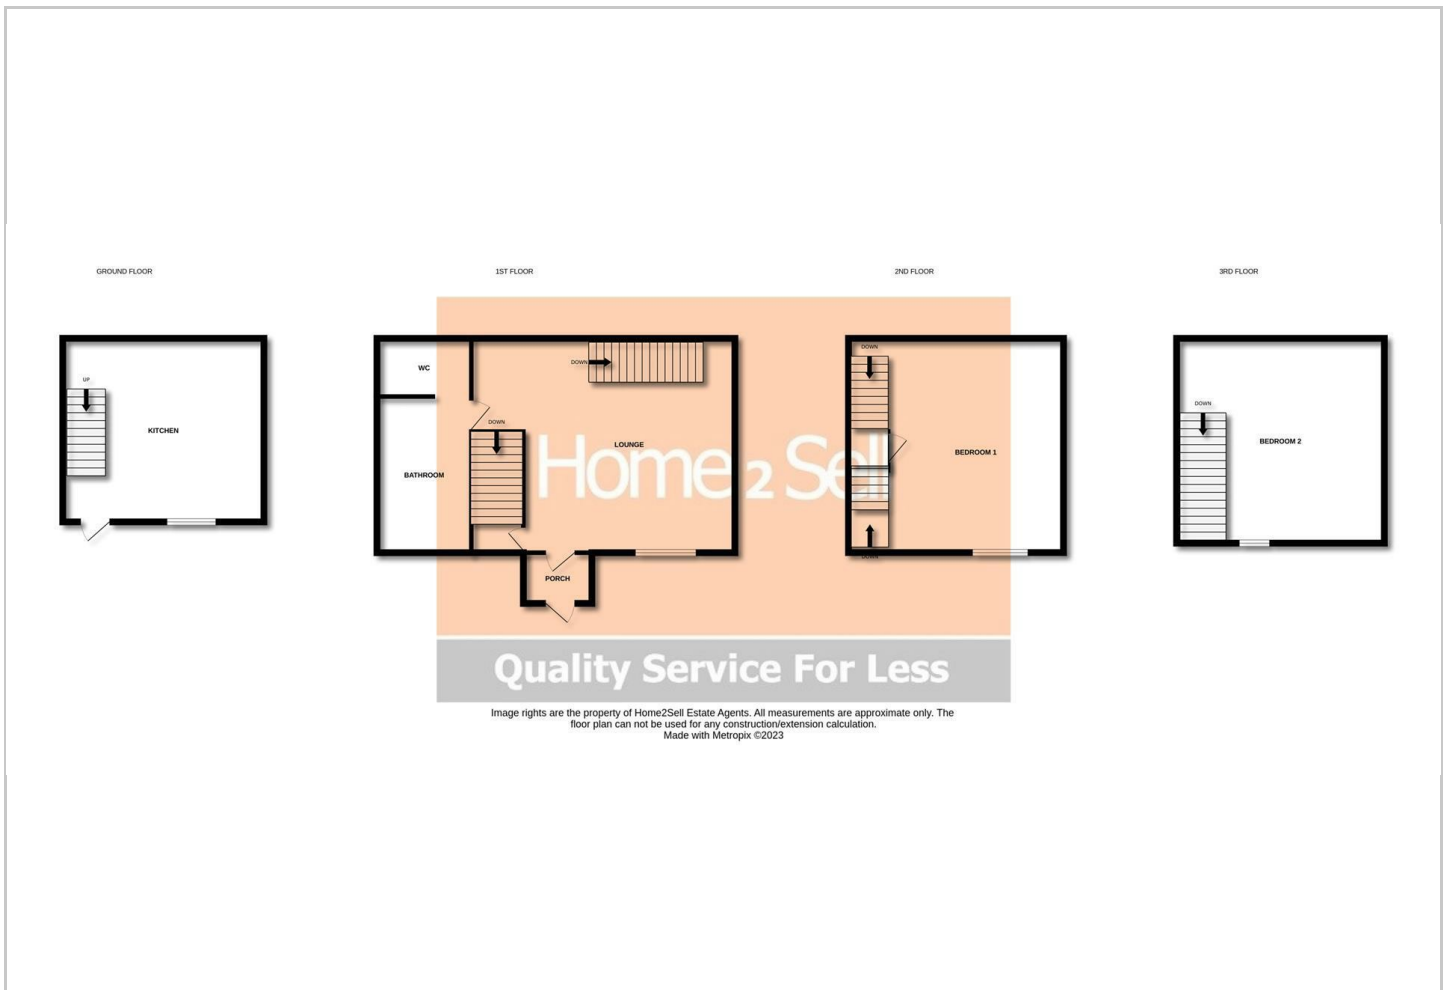 GROUND FLOOR
1ST FLOOR
2ND FLOOR
3RD FLOOR
UP
KITCHEN
WC
DOWN
DOWN
LOUNGE
BATHROOM
PORCH
DOWN
BEDROOM 1
DOWN
DOWN
BEDROOM 2
Home2Sell
Quality Service For Less
Image rights are the property of Home2Sell Estate Agents. All measurements are approximate only. The
floor plan can not be used for any construction/extension calculation.
Made with Metropix ©2023